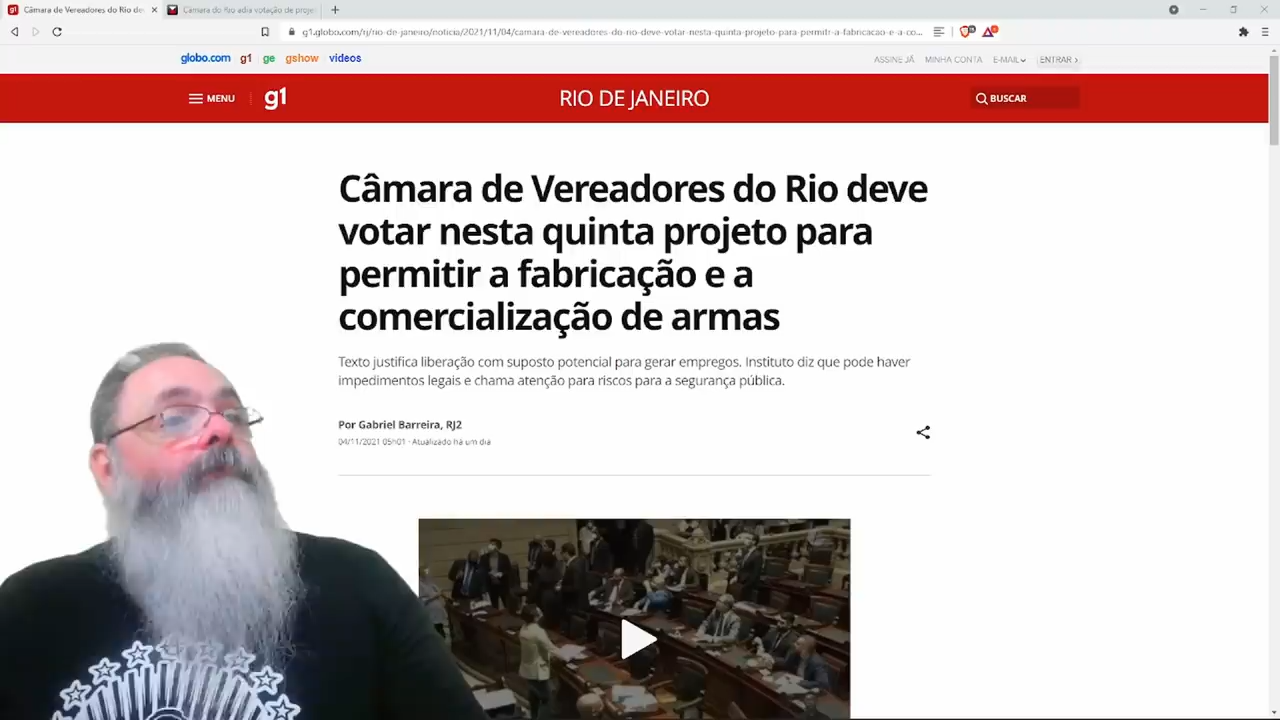 Câmara de Vereadores do Rio de
Câmara do Rio adia votação de proje
g1.globo.com/rj/rio-de-janeiro/noticia/2021/11/04/camara-de-vereadores-do-rio-deve-votar-nesta-quinta-projeto-para-permitir-a-fabricacao-e-a-co...
globo.com g1 ge gshow videos
ASSINE JÁ MINHA CONTA E-MAIL ENTRAR
MENU g1 RIO DE JANEIRO BUSCAR
Câmara de Vereadores do Rio deve
votar nesta quinta projeto para
permitir a fabricação e a
comercialização de armas
Texto justifica liberação com suposto potencial para gerar empregos. Instituto diz que pode haver
impedimentos legais e chama atenção para riscos para a segurança pública.
Por Gabriel Barreira, RJ2
04/11/2021 05h01 · Atualizado há um dia